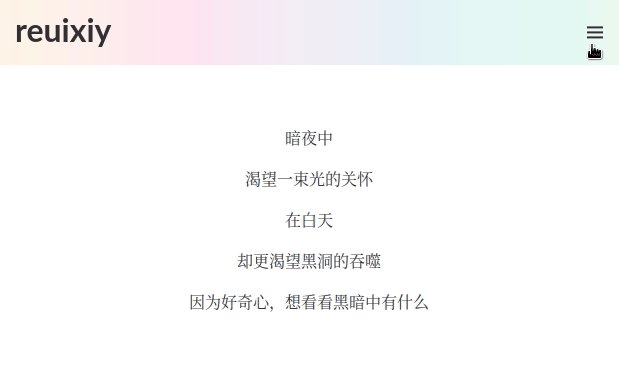 reuixiy
暗夜中
渴望一束光的关怀
在白天
却更渴望黑洞的吞噬
因为好奇心，想看看黑暗中有什么